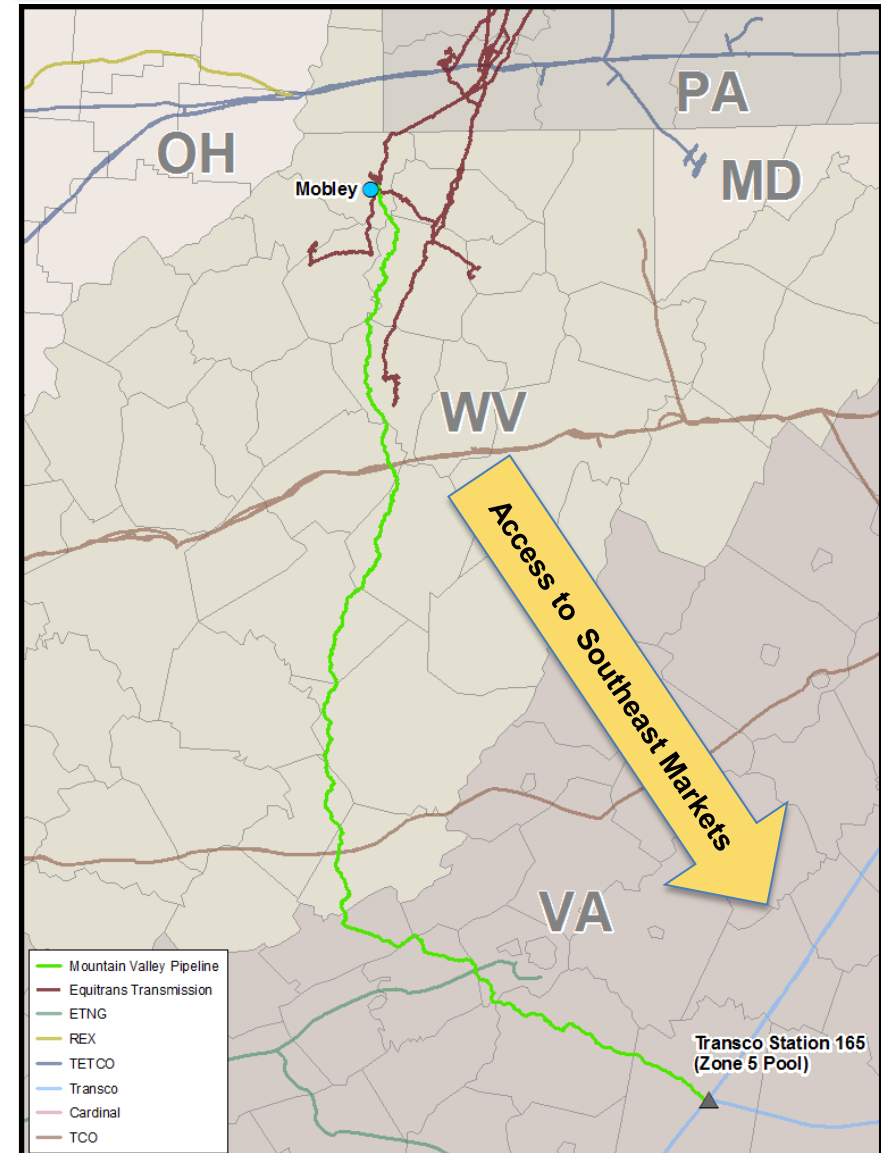 PA
OH
MD
Mobley
WV
Access to Southeast Markets
VA
Mountain Valley Pipeline
Equitrans Transmission
ETNG
REX
TETCO
Transco
Cardinal
TCO
Transco Station 165
(Zone 5 Pool)